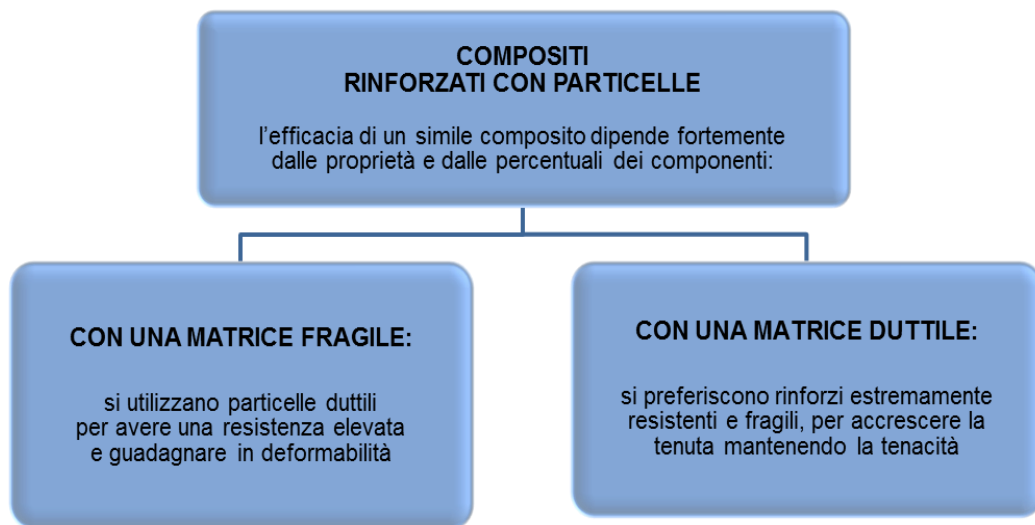 COMPOSITI
RINFORZATI CON PARTICELLE
l'efficacia di un simile composito dipende fortemente
dalle proprietà e dalle percentuali dei componenti:
CON UNA MATRICE FRAGILE:
si utilizzano particelle duttili
per avere una resistenza elevata
e guadagnare in deformabilità
CON UNA MATRICE DUTTILE:
si preferiscono rinforzi estremamente
resistenti e fragili, per accrescere la
tenuta mantenendo la tenacità